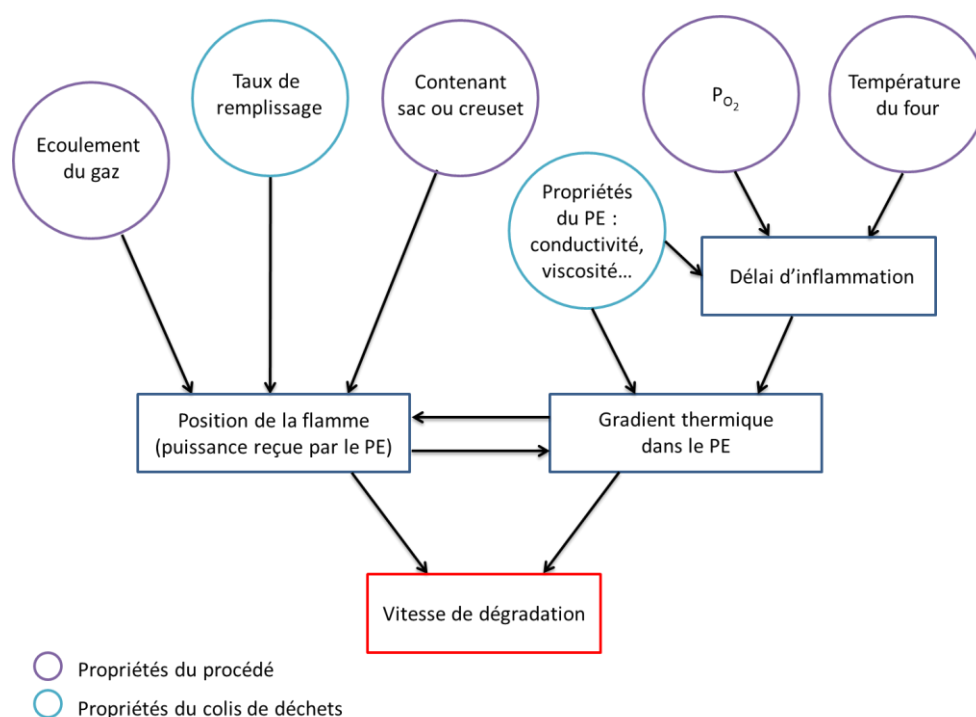 Ecoulement
du gaz
Taux de
remplissage
Contenant
sac ou creuset
P
O2
Température
du four
Propriétés
du PE :
conductivité,
viscosité...
Délai d'inflammation
Position de la flamme
(puissance reçue par le PE)
Gradient thermique
dans le PE
Vitesse de dégradation
Propriétés du procédé
Propriétés du colis de déchets